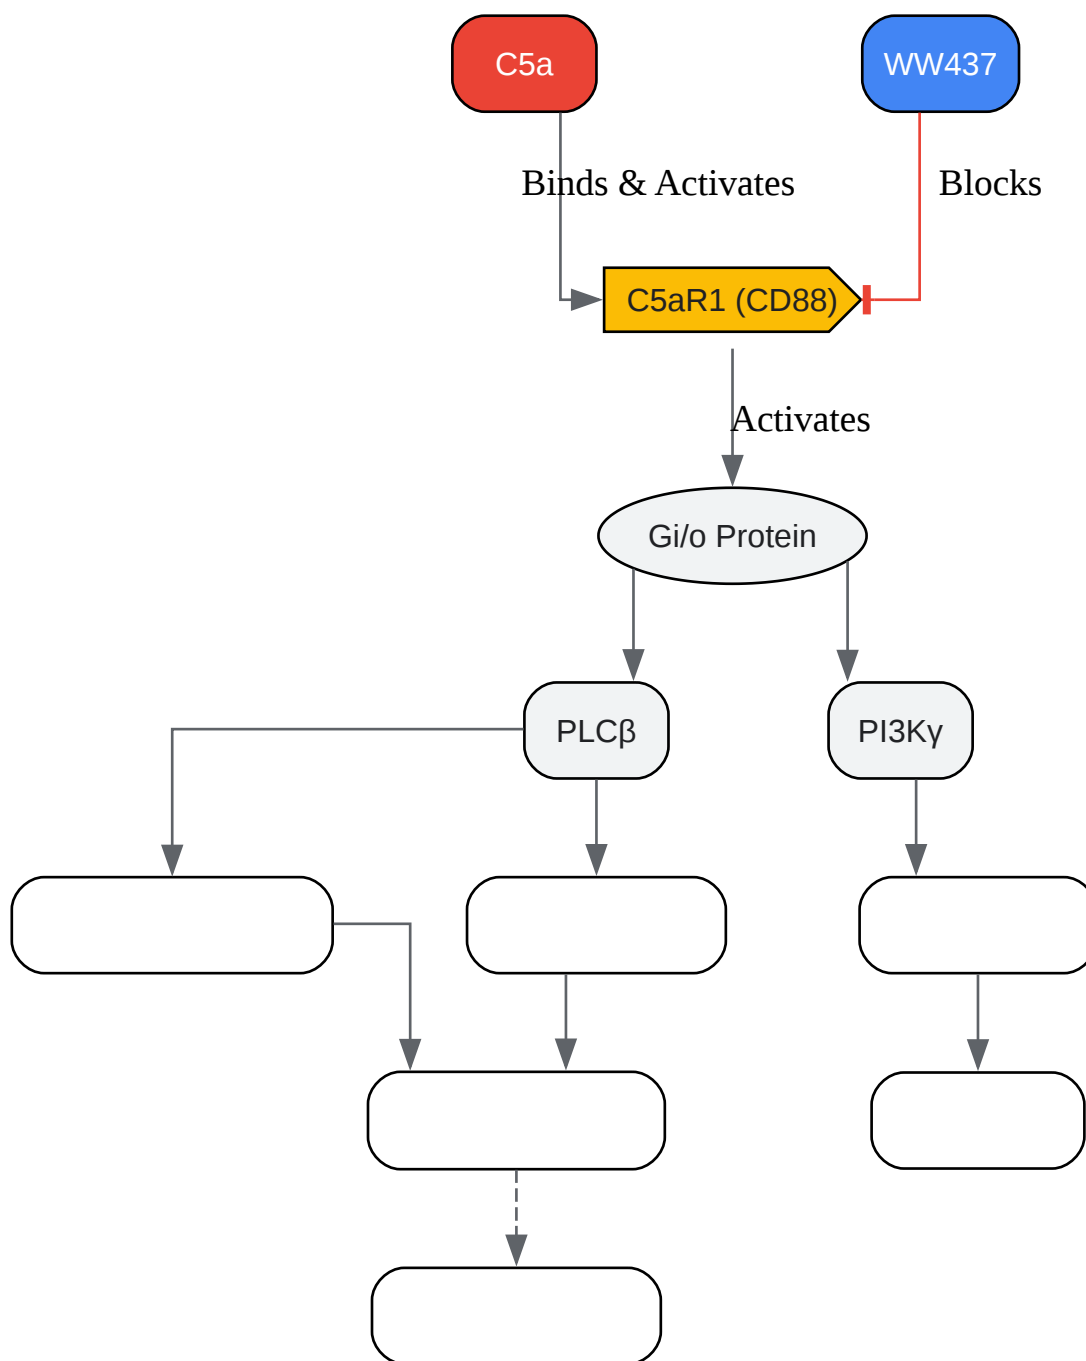 C5a
WW437
Binds & Activates
Blocks
C5aR1 (CD88)
Activates
Gi/o Protein
PLCβ
PI3Kγ